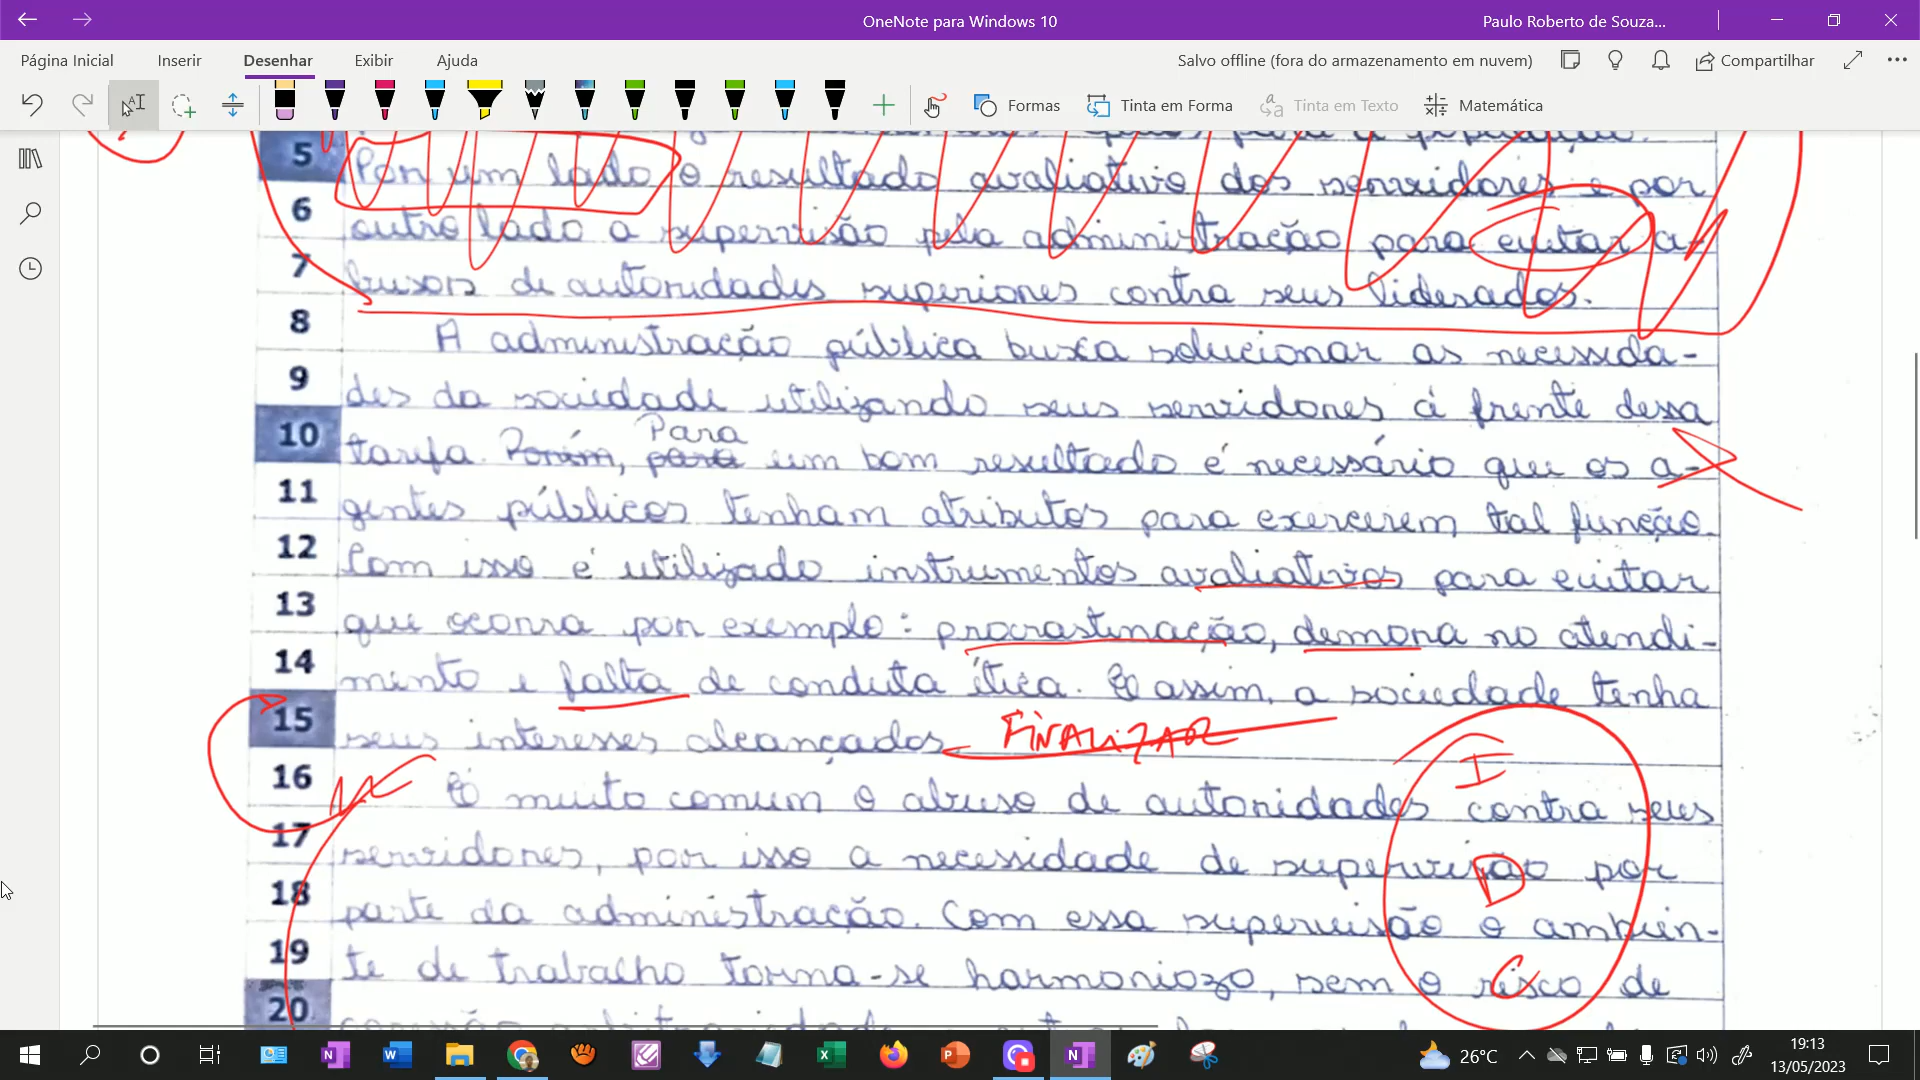 OneNote para Windows 10
Paulo Roberto de Souza...
Página Inicial Inserir Desenhar Exibir Ajuda
Salvo offline (fora do armazenamento em nuvem) Compartilhar
Formas Tinta em Forma Tinta em Texto Matemática
5 Por um lado o resultado avaliativo dos servidores e por
6 outro lado a supervisão pela administração para evitar a-
7 busos de autoridades superiores contra seus liderados.
8 A administração pública busca solucionar as necessida-
9 des da sociedade utilizando seus servidores á frente dessa
Para
10 tarefa. Porém, para um bom resultado é necessário que os a-
11 gentes públicos tenham atributos para exercerem tal função.
12 Com isso é utilizado instrumentos avaliativos para evitar
13 que ocorra por exemplo: procrastinação, demora no atendi-
14 mento e falta de conduta ética. E assim, a sociedade tenha
15 seus interesses alcançados. FINALIZAR
16 É muito comum o abuso de autoridades contra seus
I
17 servidores, por isso a necessidade de supervisão por
D
18 parte da administração. Com essa supervisão o ambien-
19 te de trabalho torna-se harmoniozo, sem o risco de
C
20
26°C
19:13
13/05/2023